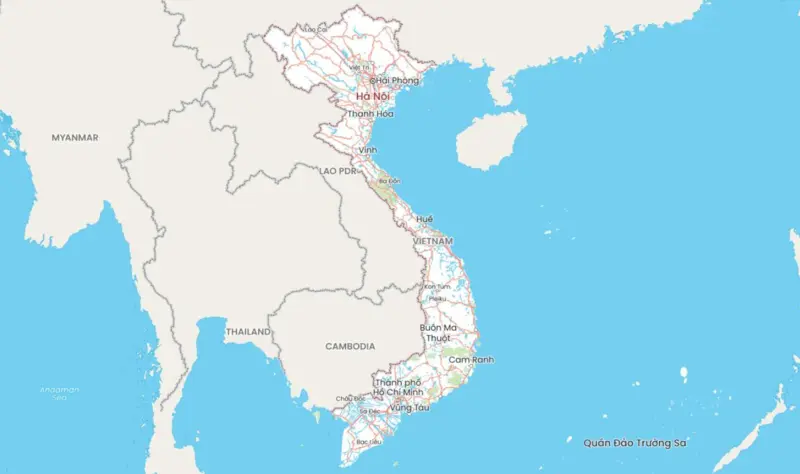 Lao Cai
Việt Trì
Hải Phòng
Hà Nội
Thanh Hóa
MYANMAR
Vinh
LAO PDR
Ba Đồn
Huế
VIETNAM
Kon Tum
Pleiku
THAILAND
Buôn Ma
Thuột
CAMBODIA
Cam Ranh
Thành phố
Hồ Chí Minh
Andaman
Sea
Châu Đốc
Nhà
Sa Đéc
Vũng Tàu
Bạc Liêu
Quần Đảo Trường Sa